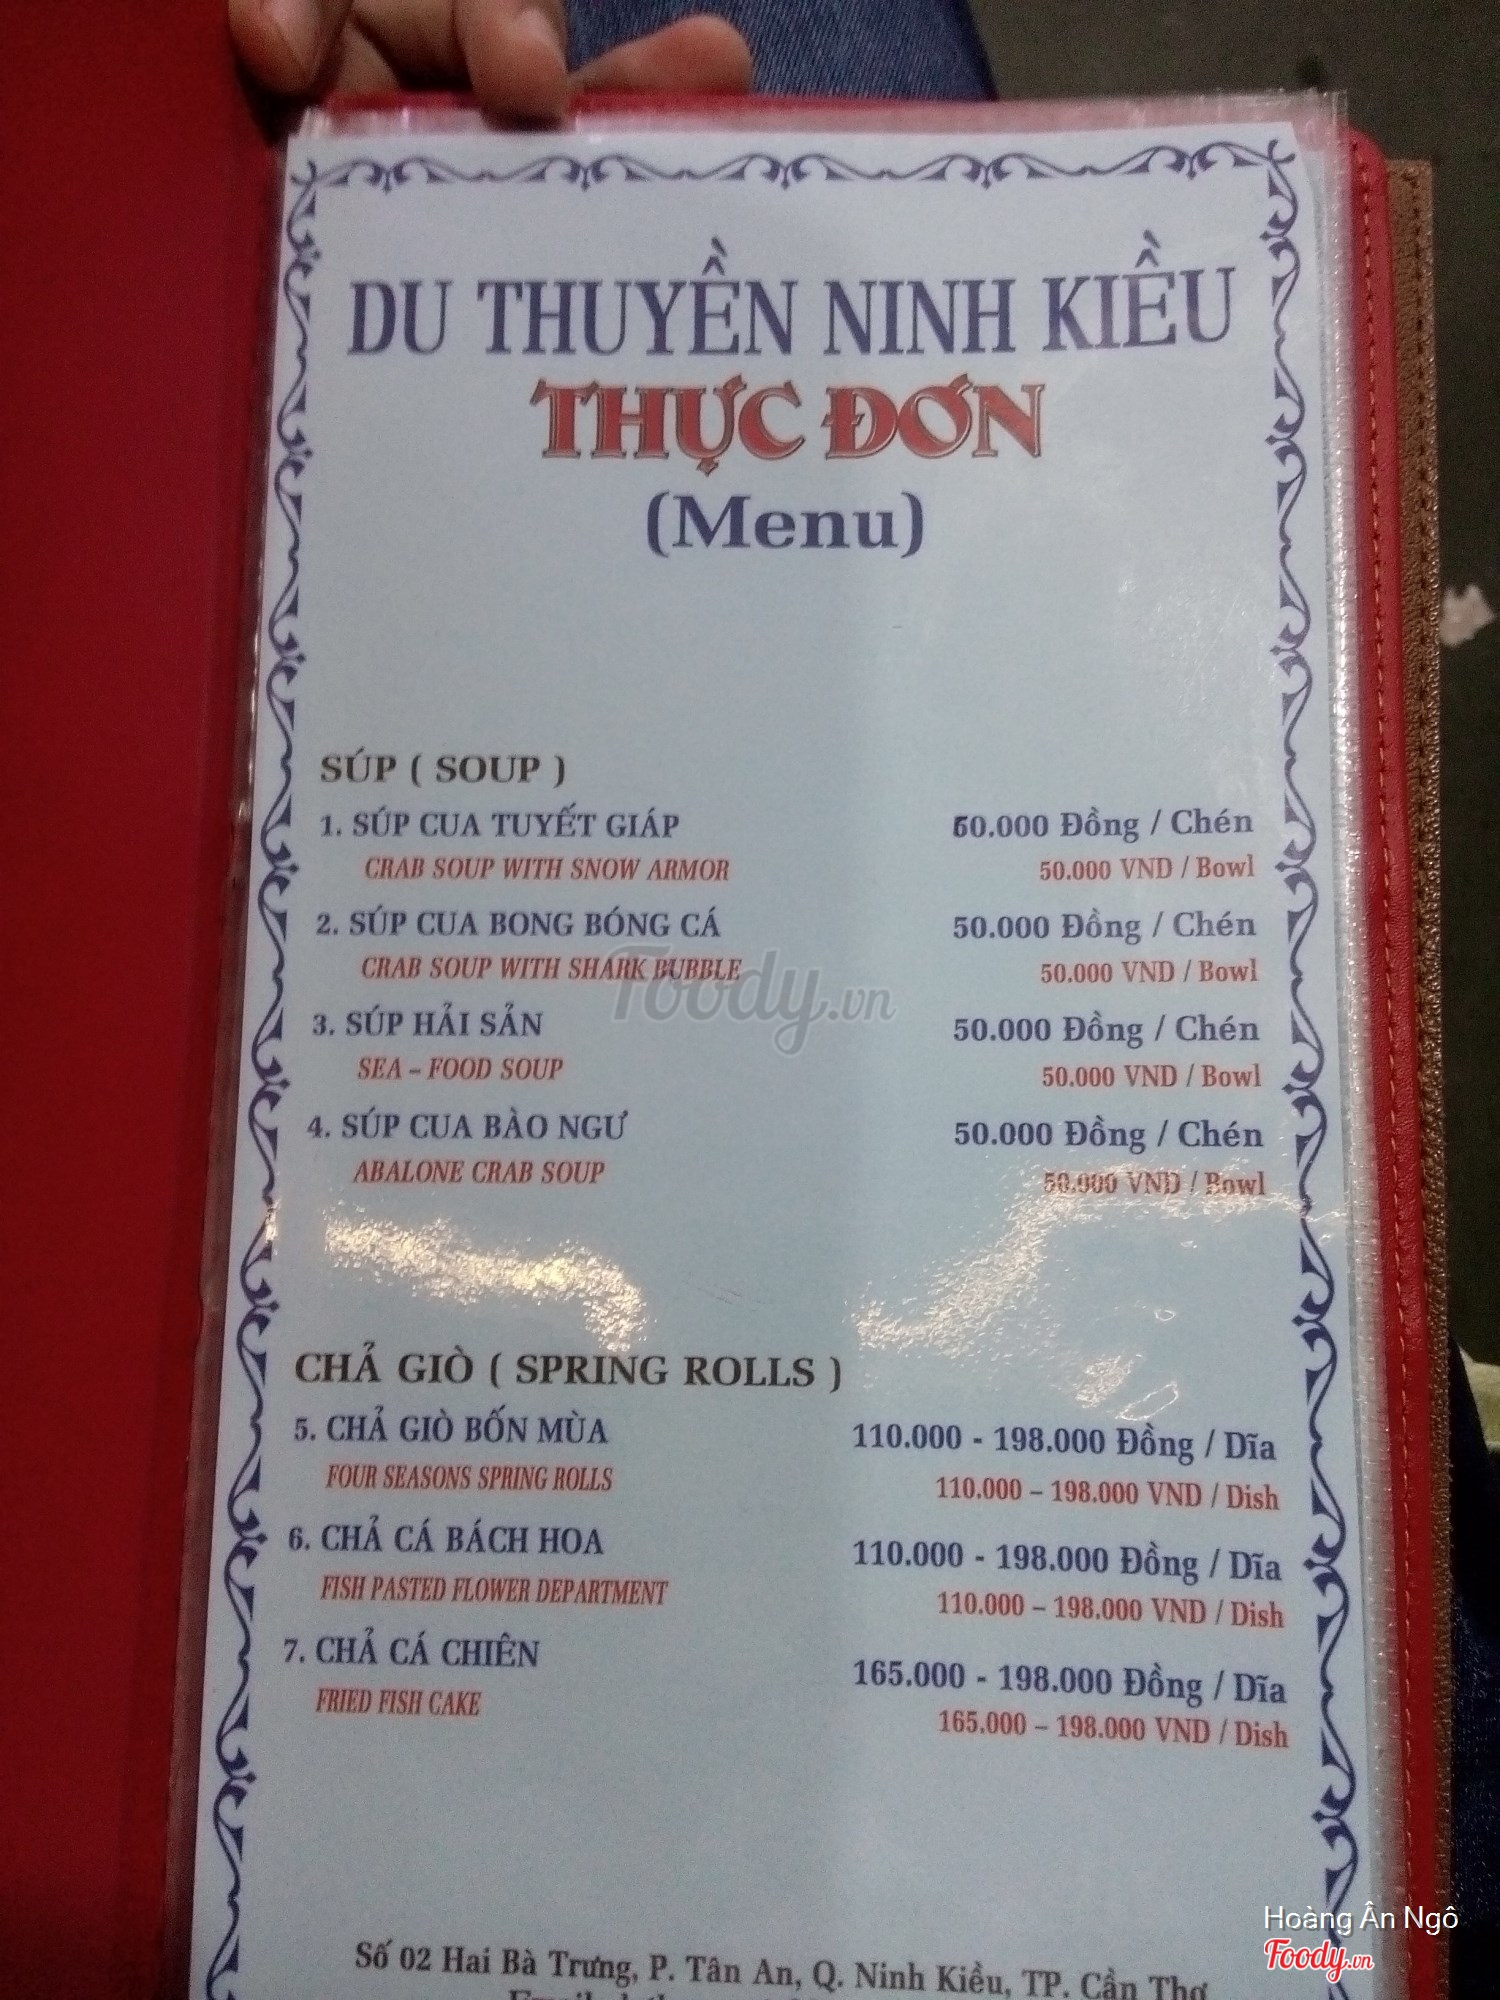 DU THUYỀN NINH KIỀU
THỰC ĐƠN
(Menu)
SÚP ( SOUP )
1. SÚP CUA TUYẾT GIÁP 50.000 Đồng / Chén
CRAB SOUP WITH SNOW ARMOR 50.000 VND / Bowl
2. SÚP CUA BONG BÓNG CÁ 50.000 Đồng / Chén
CRAB SOUP WITH SHARK BUBBLE 50.000 VND / Bowl
Foody.vn
3. SÚP HẢI SẢN 50.000 Đồng / Chén
SEA – FOOD SOUP 50.000 VND / Bowl
4. SÚP CUA BÀO NGƯ 50.000 Đồng / Chén
ABALONE CRAB SOUP 50.000 VND / Bowl
CHẢ GIÒ ( SPRING ROLLS )
5. CHẢ GIÒ BỐN MÙA 110.000 - 198.000 Đồng / Dĩa
FOUR SEASONS SPRING ROLLS 110.000 – 198.000 VND / Dish
6. CHẢ CÁ BÁCH HOA 110.000 - 198.000 Đồng / Dĩa
FISH PASTED FLOWER DEPARTMENT 110.000 – 198.000 VND / Dish
7. CHẢ CÁ CHIÊN 165.000 - 198.000 Đồng / Dĩa
FRIED FISH CAKE 165.000 – 198.000 VND / Dish
Số 02 Hai Bà Trưng, P. Tân An, Q. Ninh Kiều, TP. Cần Thơ
Hoàng Ân Ngô
Foody.vn